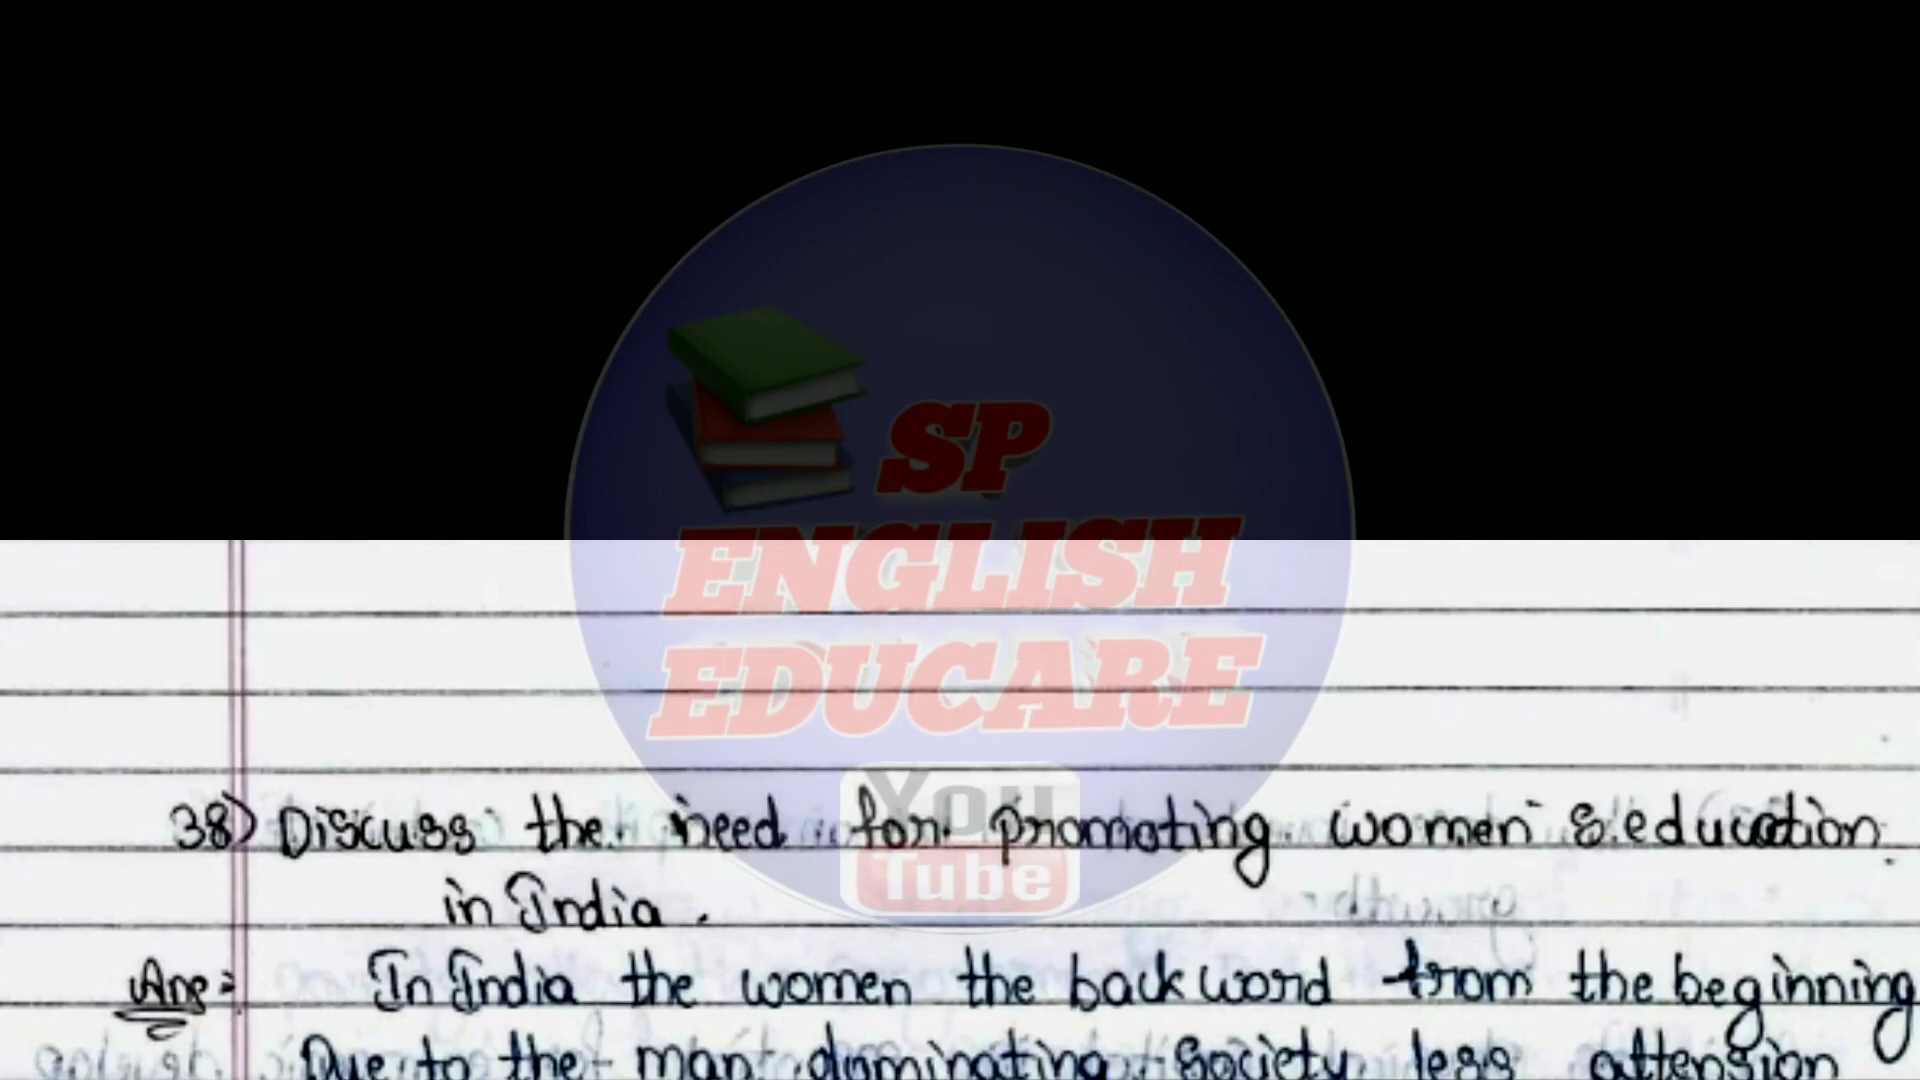 SP
ENGLISH
EDUCARE
You
Tube
38) Discuss the need for promoting women's education
in India.
Ans= In India the women the backword from the beginning
Due to the man dominating society less attension